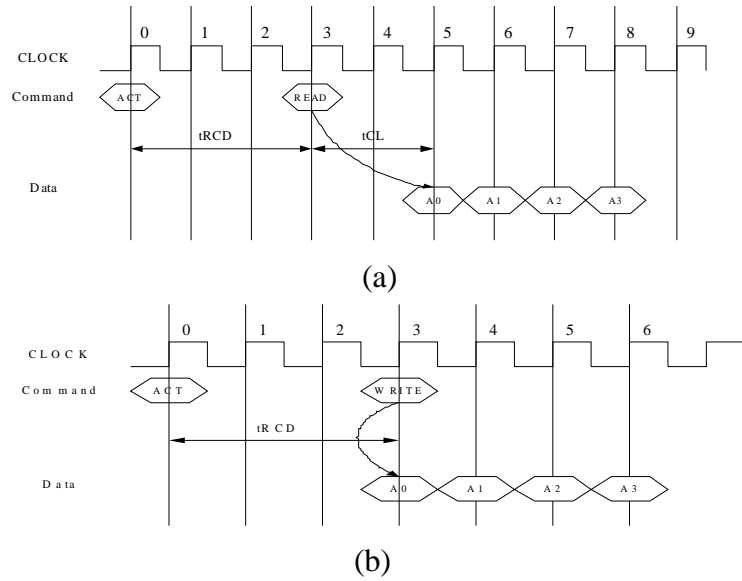 0 1 2 3 4 5 6 7 8 9
CLOCK
Command ACT READ
tRCD tCL
Data A0 A1 A2 A3
(a)
0 1 2 3 4 5 6
CLOCK
Command ACT WRITE
tRCD
Data A0 A1 A2 A3
(b)